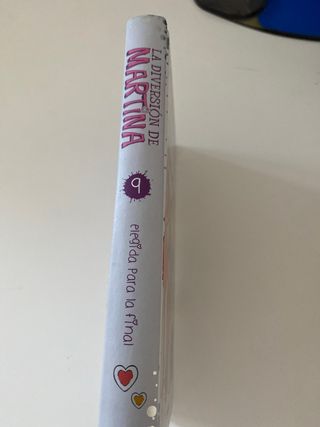 LA DIVERSIÓN DE
MARTINA
9
elegida para la final